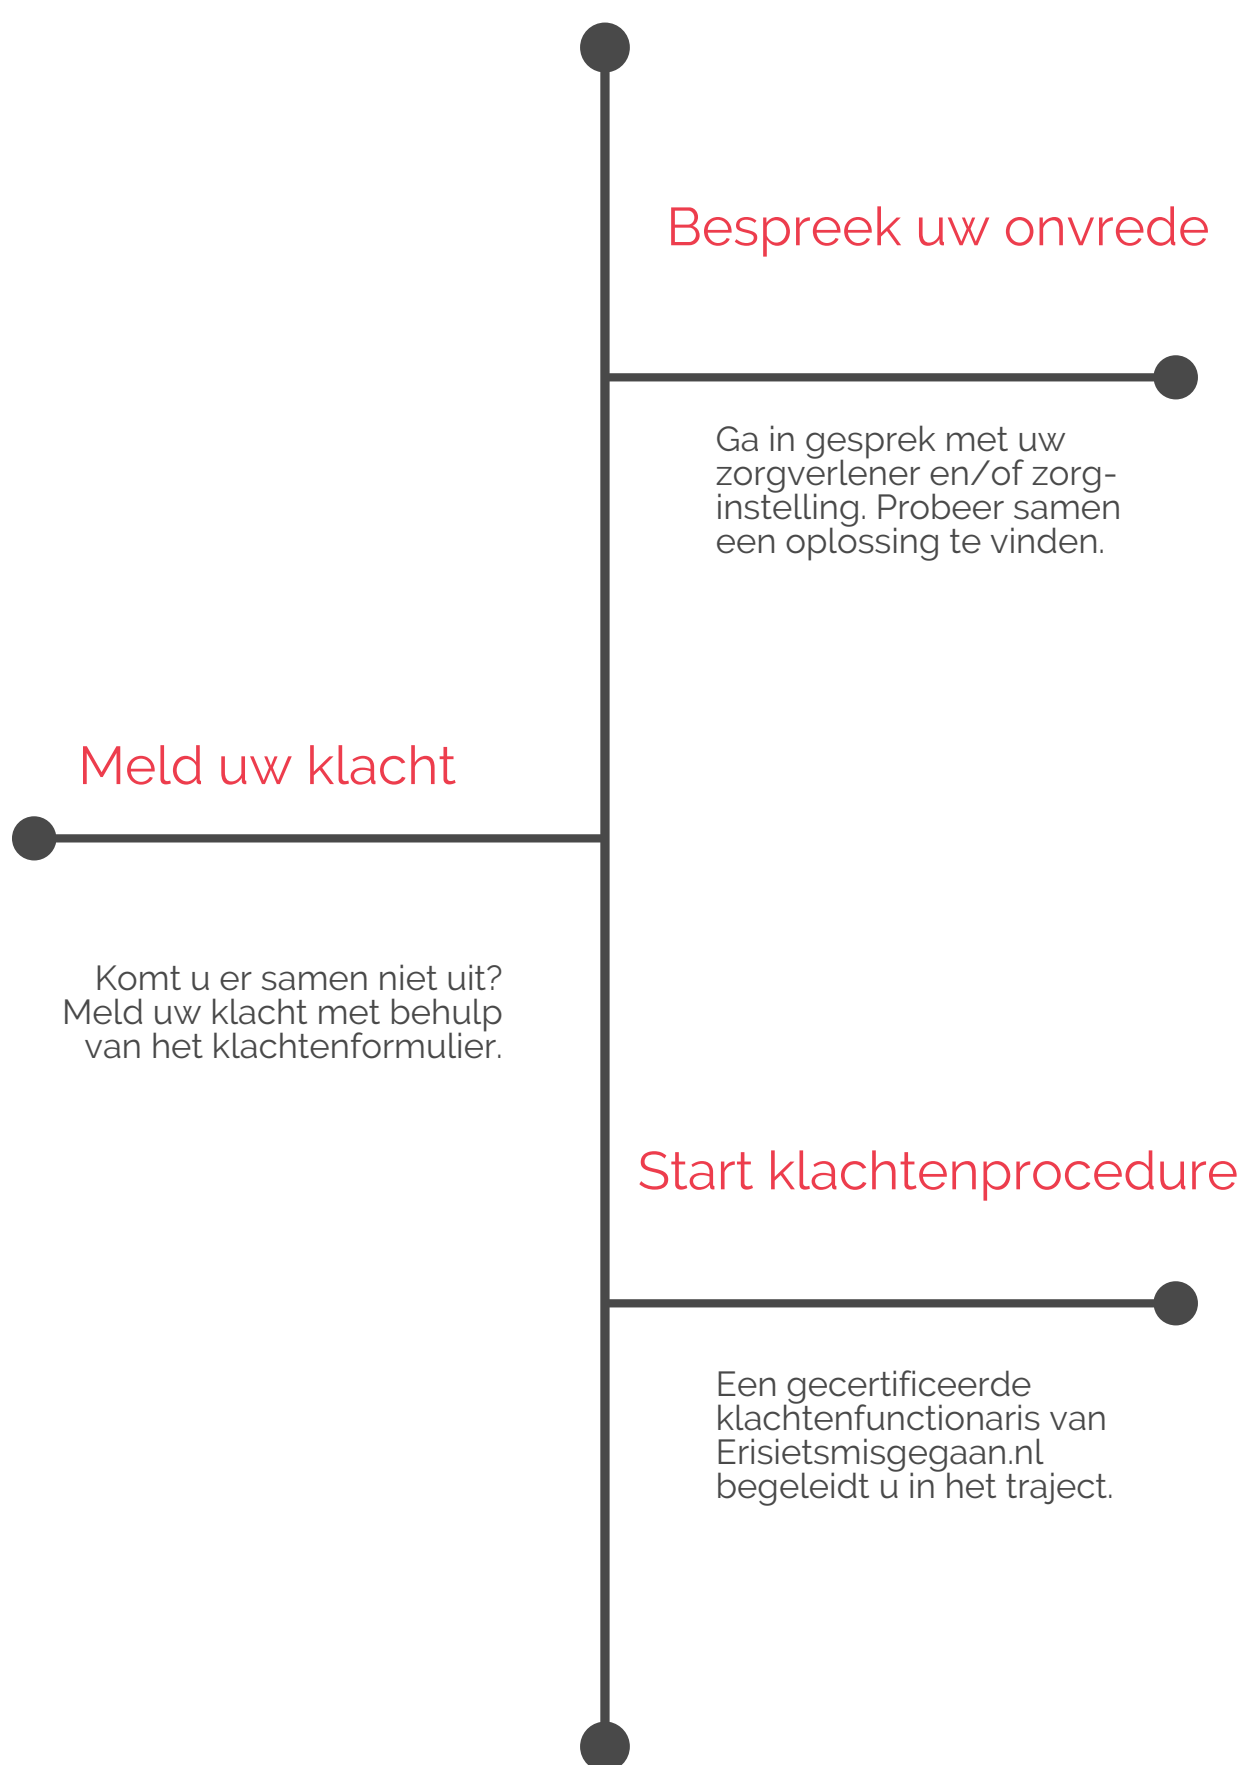 Bespreek uw onvrede
Ga in gesprek met uw
zorgverlener en/of zorg-
instelling. Probeer samen
een oplossing te vinden.
Meld uw klacht
Komt u er samen niet uit?
Meld uw klacht met behulp
van het klachtenformulier.
Start klachtenprocedure
Een gecertificeerde
klachtenfunctionaris van
Erisietsmisgegaan.nl
begeleidt u in het traject.